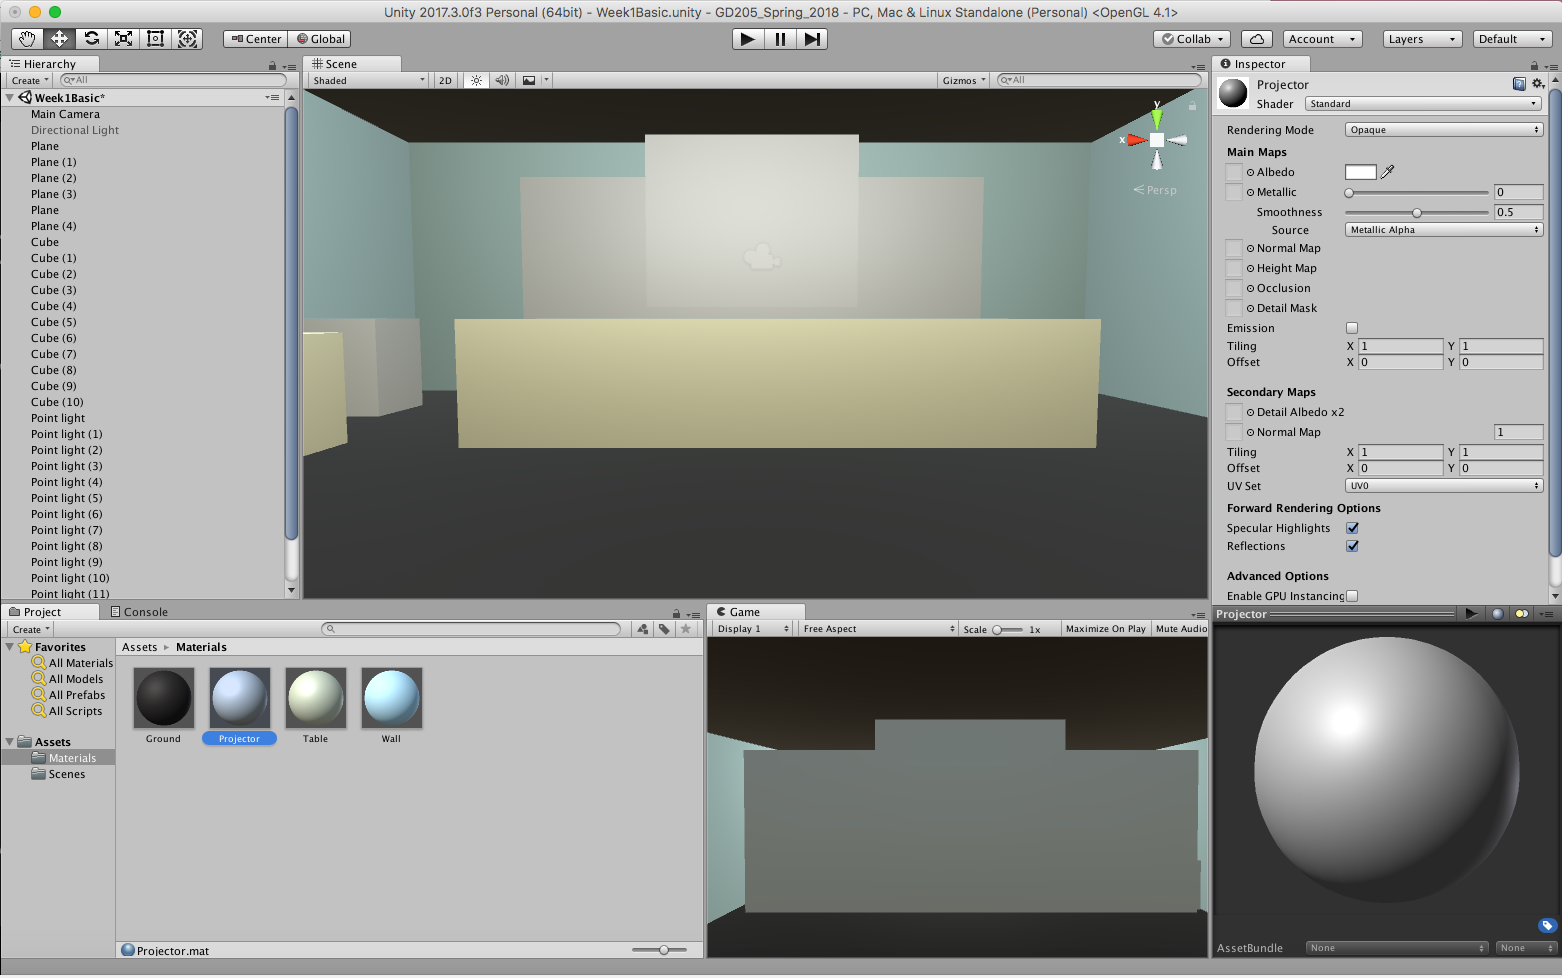 Unity 2017.3.0f3 Personal (64bit) - Week1Basic.unity - GD205_Spring_2018 - PC, Mac & Linux Standalone (Personal) <OpenGL 4.1>
Center Global Collab Account Layers Default
Hierarchy
Create All
Week1Basic*
Main Camera
Directional Light
Plane
Plane (1)
Plane (2)
Plane (3)
Plane
Plane (4)
Cube
Cube (1)
Cube (2)
Cube (3)
Cube (4)
Cube (5)
Cube (6)
Cube (7)
Cube (8)
Cube (9)
Cube (10)
Point light
Point light (1)
Point light (2)
Point light (3)
Point light (4)
Point light (5)
Point light (6)
Point light (7)
Point light (8)
Point light (9)
Point light (10)
Point light (11)
Scene
Shaded 2D Gizmos All
y
x
Persp
Inspector
Projector
Shader Standard
Rendering Mode Opaque
Main Maps
Albedo
Metallic 0
Smoothness 0.5
Source Metallic Alpha
Normal Map
Height Map
Occlusion
Detail Mask
Emission
Tiling X 1 Y 1
Offset X 0 Y 0
Secondary Maps
Detail Albedo x2
Normal Map 1
Tiling X 1 Y 1
Offset X 0 Y 0
UV Set UV0
Forward Rendering Options
Specular Highlights
Reflections
Advanced Options
Enable GPU Instancing
Projector
AssetBundle None None
Project Console
Create
Favorites
All Materials
All Models
All Prefabs
All Scripts
Assets
Materials
Scenes
Assets Materials
Ground Projector Table Wall
Projector.mat
Game
Display 1 Free Aspect Scale 1x Maximize On Play Mute Audio